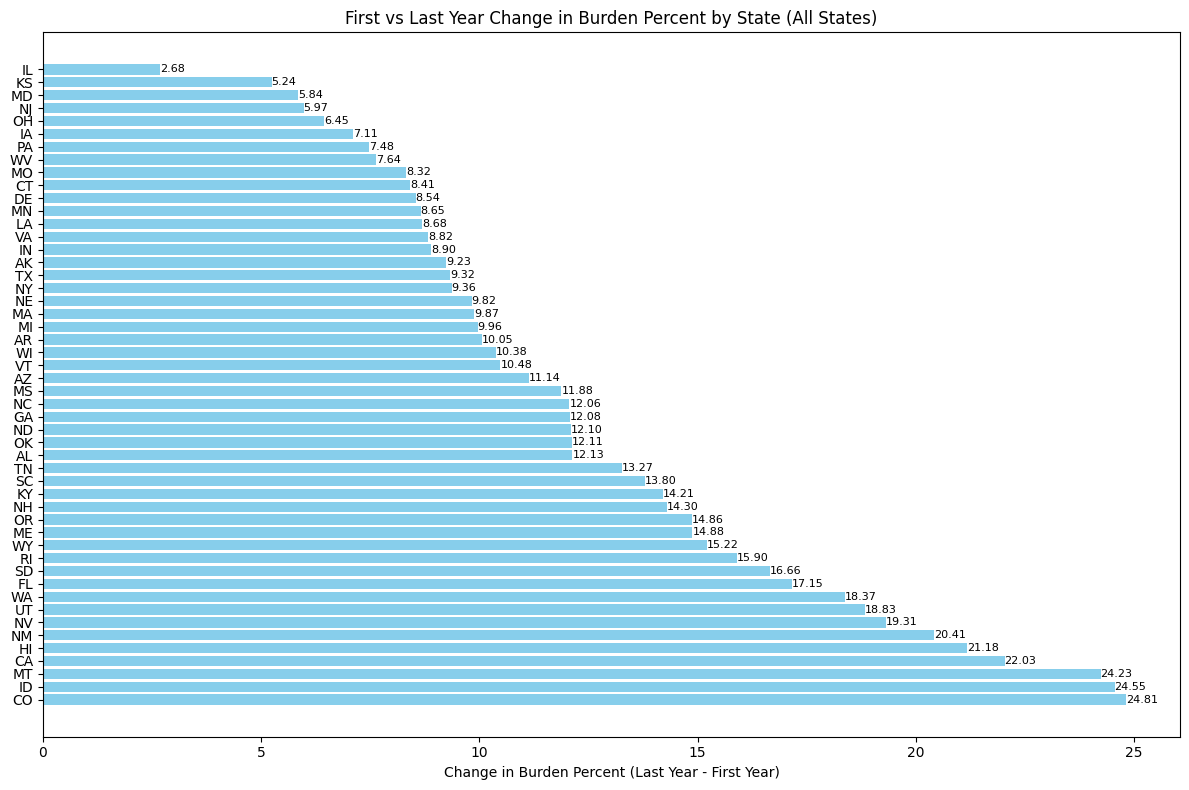 First vs Last Year Change in Burden Percent by State (All States)
IL 2.68
KS 5.24
MD 5.84
NJ 5.97
OH 6.45
IA 7.11
PA 7.48
WV 7.64
MO 8.32
CT 8.41
DE 8.54
MN 8.65
LA 8.68
VA 8.82
IN 8.90
AK 9.23
TX 9.32
NY 9.36
NE 9.82
MA 9.87
MI 9.96
AR 10.05
WI 10.38
VT 10.48
AZ 11.14
MS 11.88
NC 12.06
GA 12.08
ND 12.10
OK 12.11
AL 12.13
TN 13.27
SC 13.80
KY 14.21
NH 14.30
OR 14.86
ME 14.88
WY 15.22
RI 15.90
SD 16.66
FL 17.15
WA 18.37
UT 18.83
NV 19.31
NM 20.41
HI 21.18
CA 22.03
MT 24.23
ID 24.55
CO 24.81
0 5 10 15 20 25
Change in Burden Percent (Last Year - First Year)